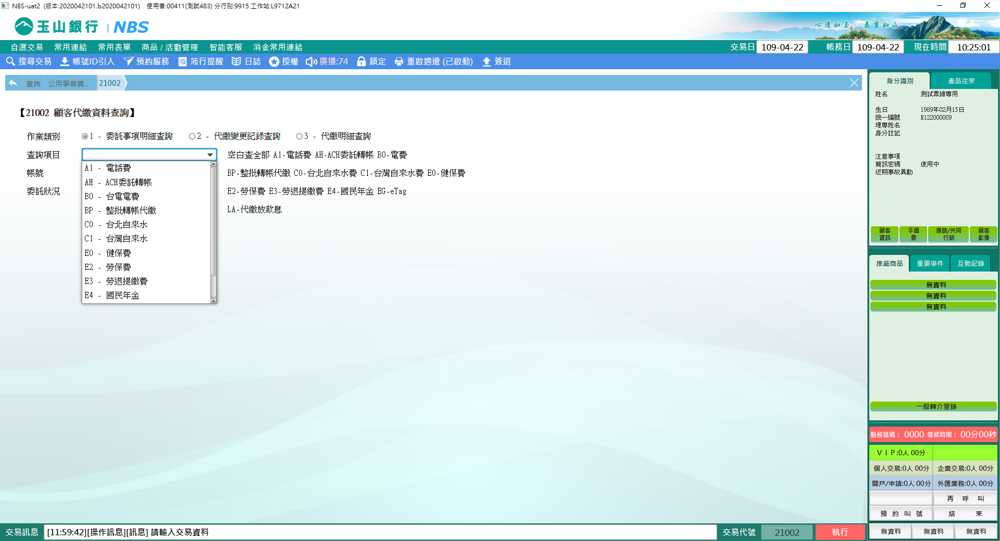 NBS-uat2 (版本:2020042101.b2020042101) 使用者:00411(測試483) 分行別:9915 工作站:L9712A21
玉山銀行 | NBS
心清如玉 義重如山
自選交易 常用連結 常用表單 商品 / 活動管理 智能客服 消金常用連結 交易日 109-04-22 帳務日 109-04-22 現在時間 10:25:01
搜尋交易 帳號ID引入 預約服務 蒞行提醒 日誌 授權 廣播:74 鎖定 重啟週邊 (已啟動) 簽退
查詢 公用事業費.. 21002
【21002 顧客代繳資料查詢】
作業類別 1 - 委託事項明細查詢 2 - 代繳變更紀錄查詢 3 - 代繳明細查詢
查詢項目 空白查全部 A1-電話費 AH-ACH委託轉帳 B0-電費
帳號 BP-整批轉帳代繳 C0-台北自來水費 C1-台灣自來水費 E0-健保費
委託狀況 E2-勞保費 E3-勞退提繳費 E4-國民年金 EG-eTag
LA-代繳放款息
A1 - 電話費
AH - ACH委託轉帳
B0 - 台電電費
BP - 整批轉帳代繳
C0 - 台北自來水
C1 - 台灣自來水
E0 - 健保費
E2 - 勞保費
E3 - 勞退提繳費
E4 - 國民年金
身分識別 產品往來
姓名 測試票據專用
生日 1989年02月15日
統一編號 R122000009
理專姓名
身分註記
注意事項
簡訊密碼 使用中
近期事故異動
顧客資訊 手續費 通路/共同行銷 顧客影像
推薦商品 重要事件 互動記錄
無資料
無資料
無資料
一般轉介登錄
服務號碼： 0000 等候時間： 00分00秒
ＶＩＰ:0人 00分
個人交易:0人 00分 企業交易:0人 00分
開戶/申請:0人 00分 外匯業務:0人 00分
再 呼 叫
預 約 叫 號 結 束
無資料 無資料 無資料
交易訊息 [11:59:42][操作訊息][訊息] 請輸入交易資料 交易代號 21002 執行